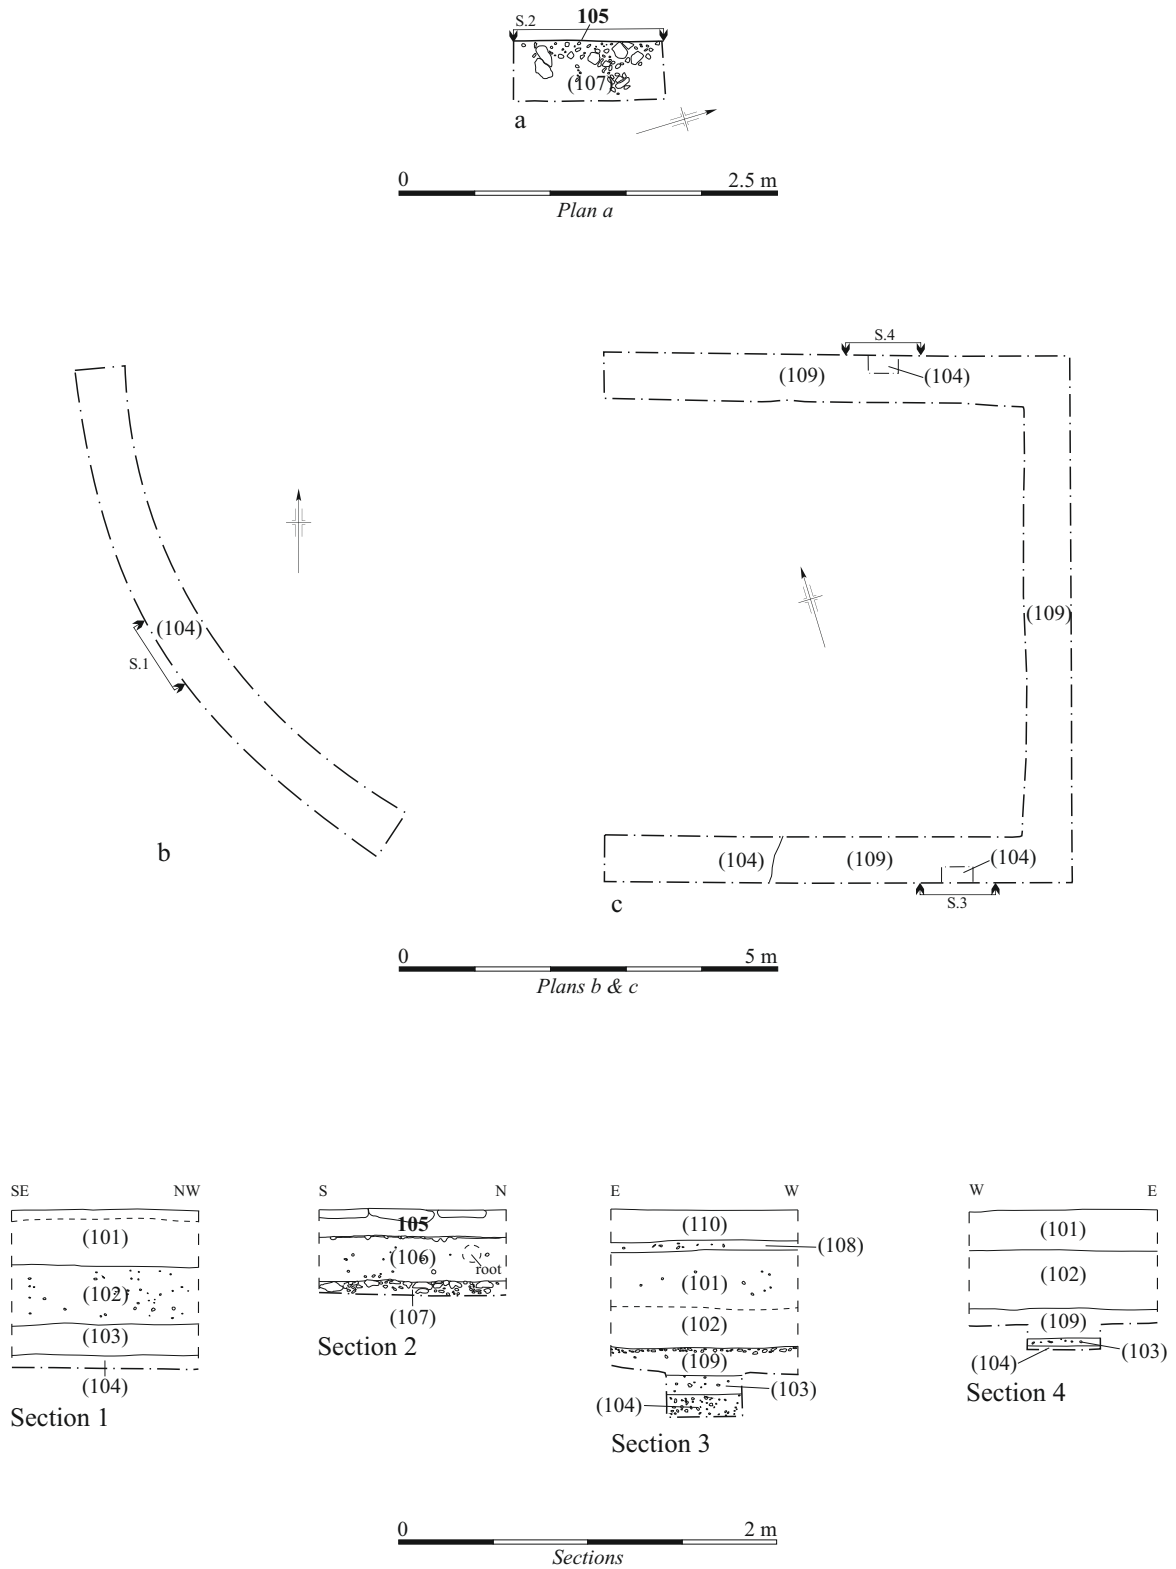 S.2 105
(107)
a
0 2.5 m
Plan a
S.4
(109) (104)
(104)
S.1
(109)
b
(104) (109) (104)
c S.3
0 5 m
Plans b & c
SE NW
(101)
(102)
(103)
(104)
Section 1
S N
105
(106)
root
(107)
Section 2
E W
(110)
(108)
(101)
(102)
(109)
(103)
(104)
Section 3
W E
(101)
(102)
(109)
(104) (103)
Section 4
0 2 m
Sections